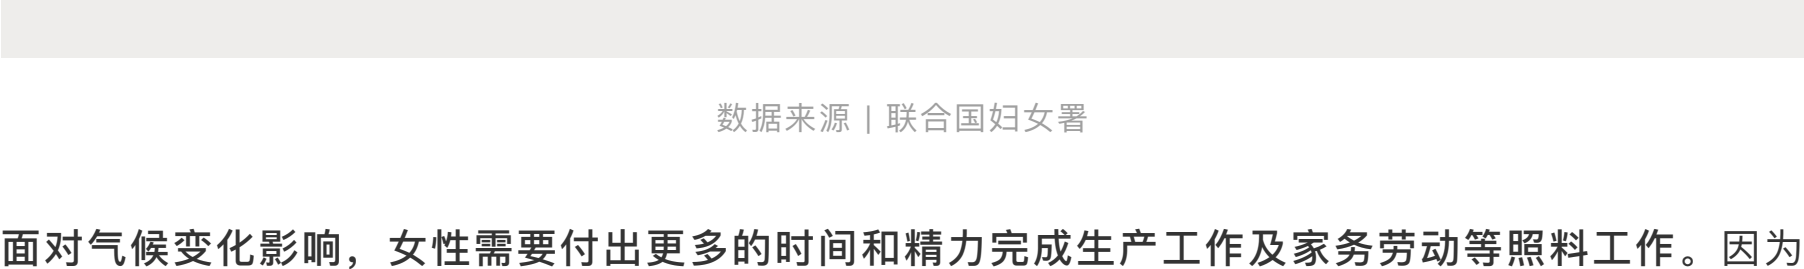 数据来源 | 联合国妇女署
面对气候变化影响，女性需要付出更多的时间和精力完成生产工作及家务劳动等照料工作。因为